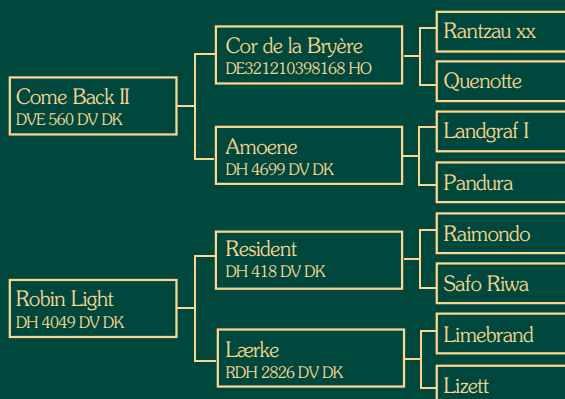 Come Back II
DVE 560 DV DK
Cor de la Bryère
DE321210398168 HO
Rantzau xx
Quenotte
Amoene
DH 4699 DV DK
Landgraf I
Pandura
Robin Light
DH 4049 DV DK
Resident
DH 418 DV DK
Raimondo
Safo Riwa
Lærke
RDH 2826 DV DK
Limebrand
Lizett